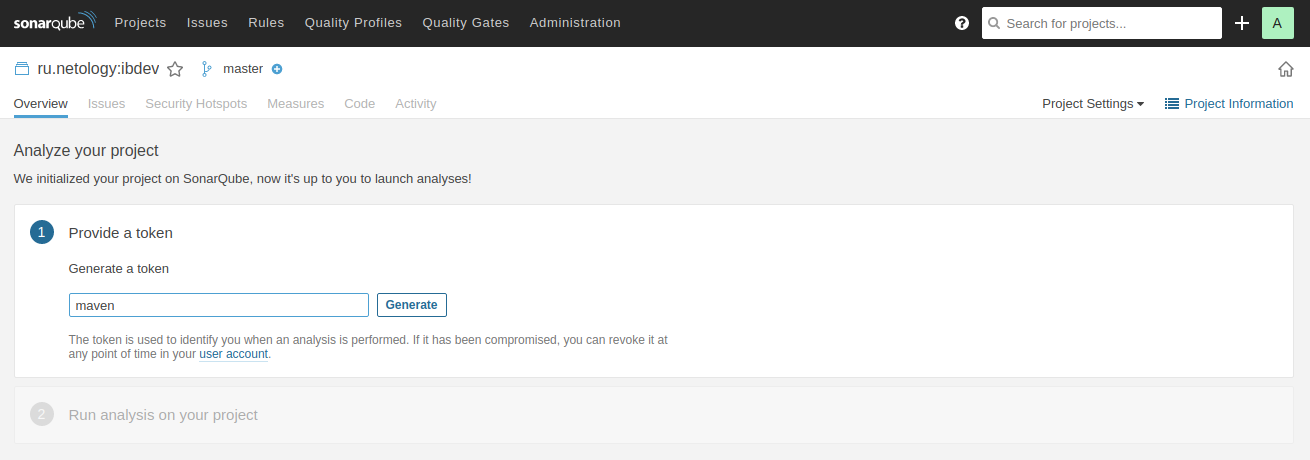 sonarqube Projects Issues Rules Quality Profiles Quality Gates Administration ? Search for projects... A
ru.netology:ibdev master
Overview Issues Security Hotspots Measures Code Activity Project Settings Project Information
Analyze your project
We initialized your project on SonarQube, now it's up to you to launch analyses!
1 Provide a token
Generate a token
maven Generate
The token is used to identify you when an analysis is performed. If it has been compromised, you can revoke it at
any point of time in your user account.
2 Run analysis on your project